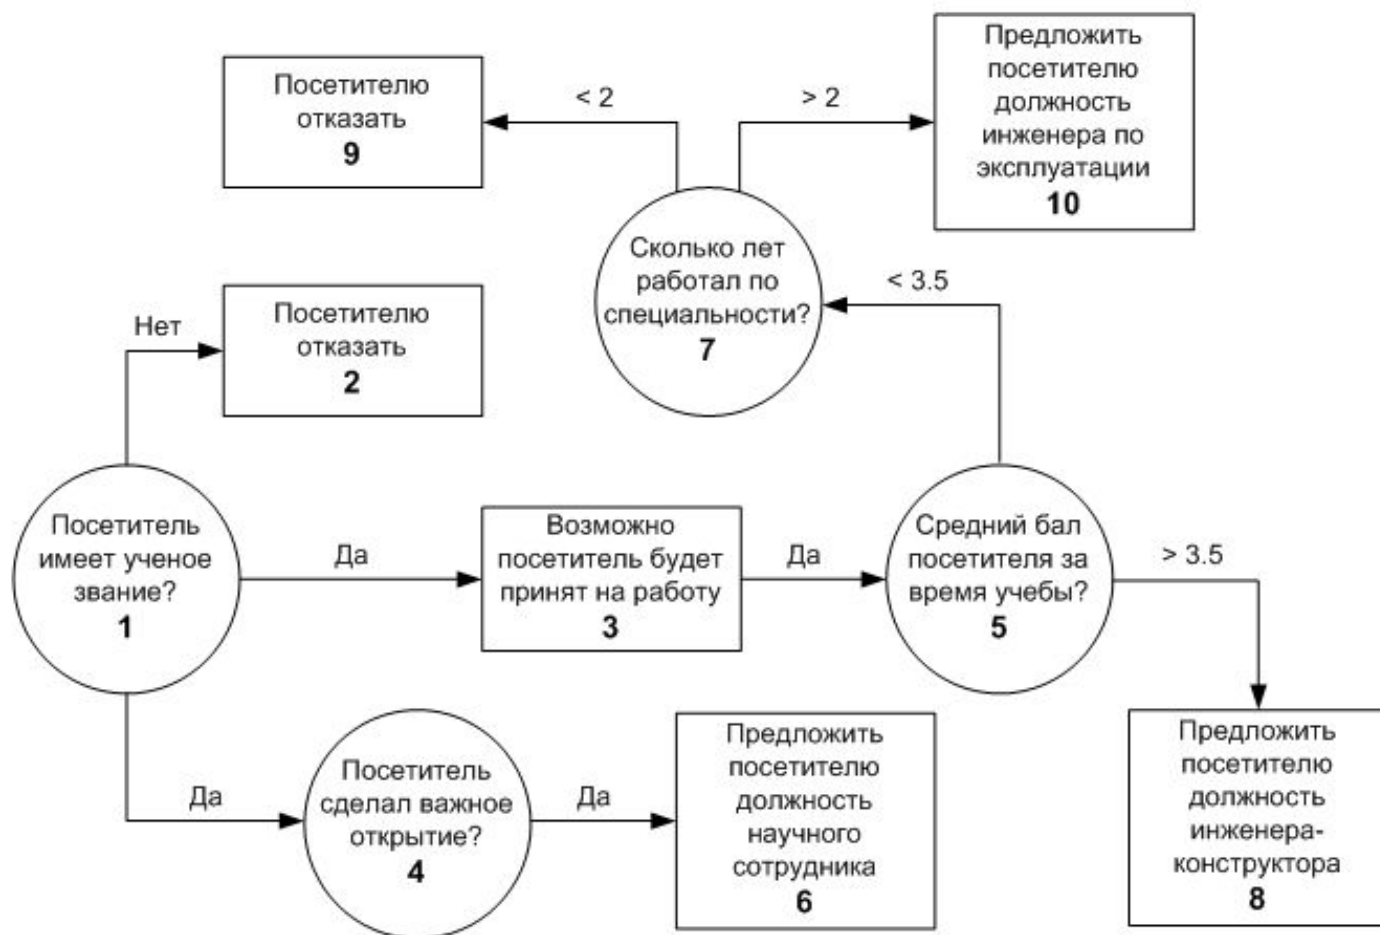 Посетителю
отказать
9
< 2
> 2
Предложить
посетителю
должность
инженера по
эксплуатации
10
Сколько лет
работал по
специальности?
7
< 3.5
Нет
Посетителю
отказать
2
Посетитель
имеет ученое
звание?
1
Да
Возможно
посетитель будет
принят на работу
3
Да
Средний бал
посетителя за
время учебы?
5
> 3.5
Да
Посетитель
сделал важное
открытие?
4
Да
Предложить
посетителю
должность
научного
сотрудника
6
Предложить
посетителю
должность
инженера-
конструктора
8